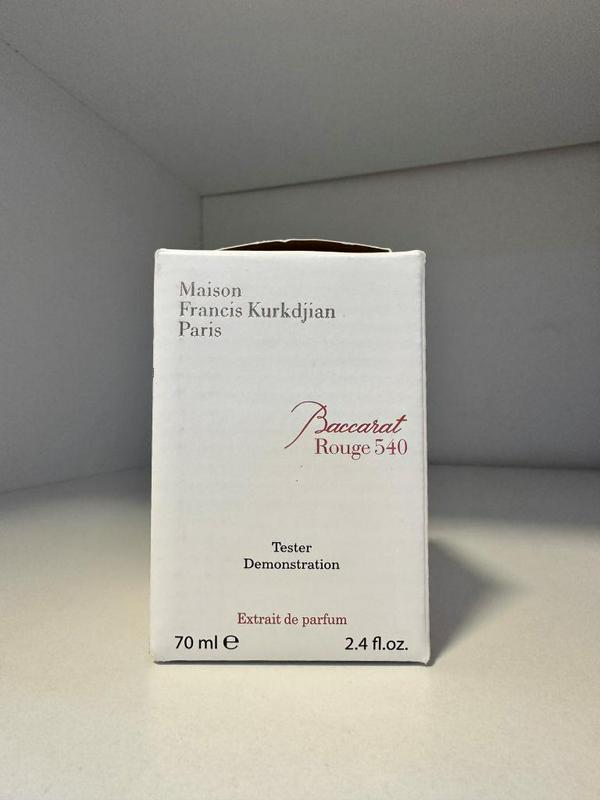 Maison
Francis Kurkdjian
Paris
Baccarat
Rouge 540
Tester
Demonstration
Extrait de parfum
70 ml ℮ 2.4 fl.oz.